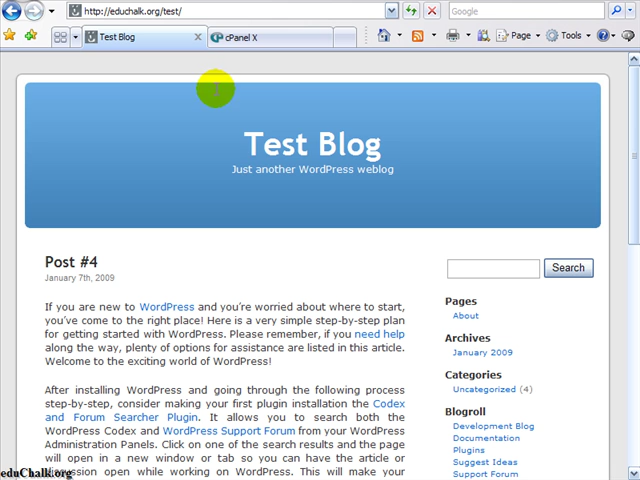 http://educhalk.org/test/
Google
Test Blog
cPanel X
Page
Tools
Test Blog
Just another WordPress weblog
Post #4
January 7th, 2009
If you are new to WordPress and you're worried about where to start,
you've come to the right place! Here is a very simple step-by-step plan
for getting started with WordPress. Please remember, if you need help
along the way, plenty of options for assistance are listed in this article.
Welcome to the exciting world of WordPress!
After installing WordPress and going through the following process
step-by-step, consider making your first plugin installation the Codex
and Forum Searcher Plugin. It allows you to search both the
WordPress Codex and WordPress Support Forum from your WordPress
Administration Panels. Click on one of the search results and the page
will open in a new window or tab so you can have the article or
discussion open while working on WordPress. This will make your
Search
Pages
About
Archives
January 2009
Categories
Uncategorized (4)
Blogroll
Development Blog
Documentation
Plugins
Suggest Ideas
Support Forum
eduChalk.org